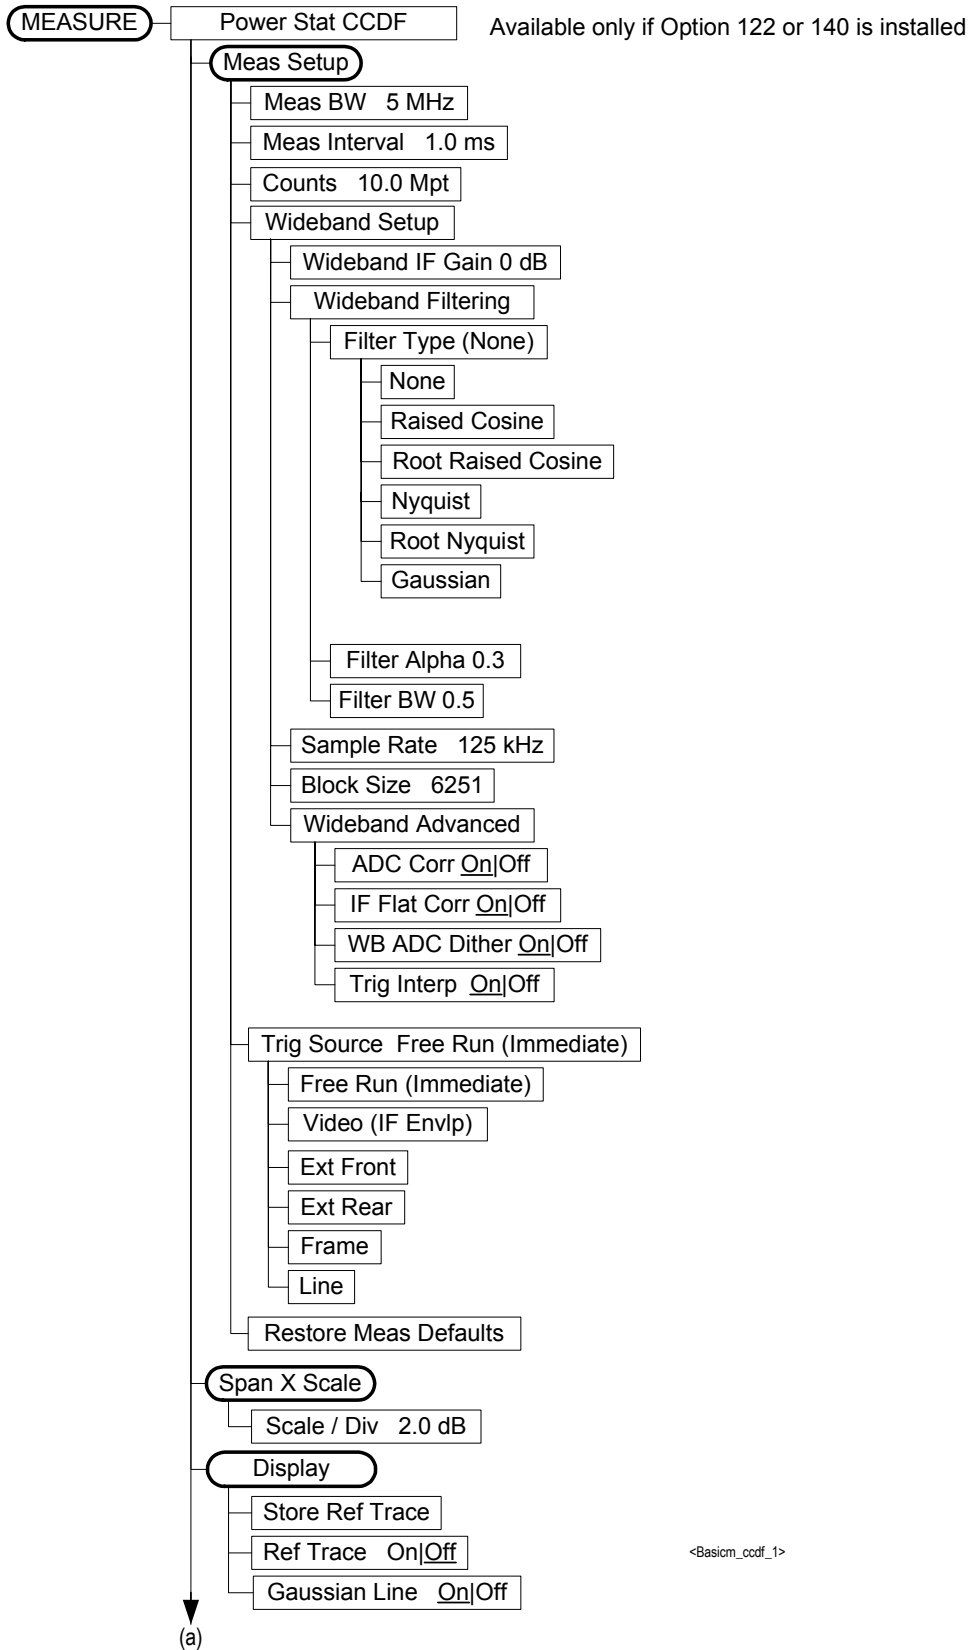 MEASURE Power Stat CCDF Available only if Option 122 or 140 is installed
Meas Setup
Meas BW 5 MHz
Meas Interval 1.0 ms
Counts 10.0 Mpt
Wideband Setup
Wideband IF Gain 0 dB
Wideband Filtering
Filter Type (None)
None
Raised Cosine
Root Raised Cosine
Nyquist
Root Nyquist
Gaussian
Filter Alpha 0.3
Filter BW 0.5
Sample Rate 125 kHz
Block Size 6251
Wideband Advanced
ADC Corr On|Off
IF Flat Corr On|Off
WB ADC Dither On|Off
Trig Interp On|Off
Trig Source Free Run (Immediate)
Free Run (Immediate)
Video (IF Envlp)
Ext Front
Ext Rear
Frame
Line
Restore Meas Defaults
Span X Scale
Scale / Div 2.0 dB
Display
Store Ref Trace
Ref Trace On|Off <Basicm_ccdf_1>
Gaussian Line On|Off
(a)